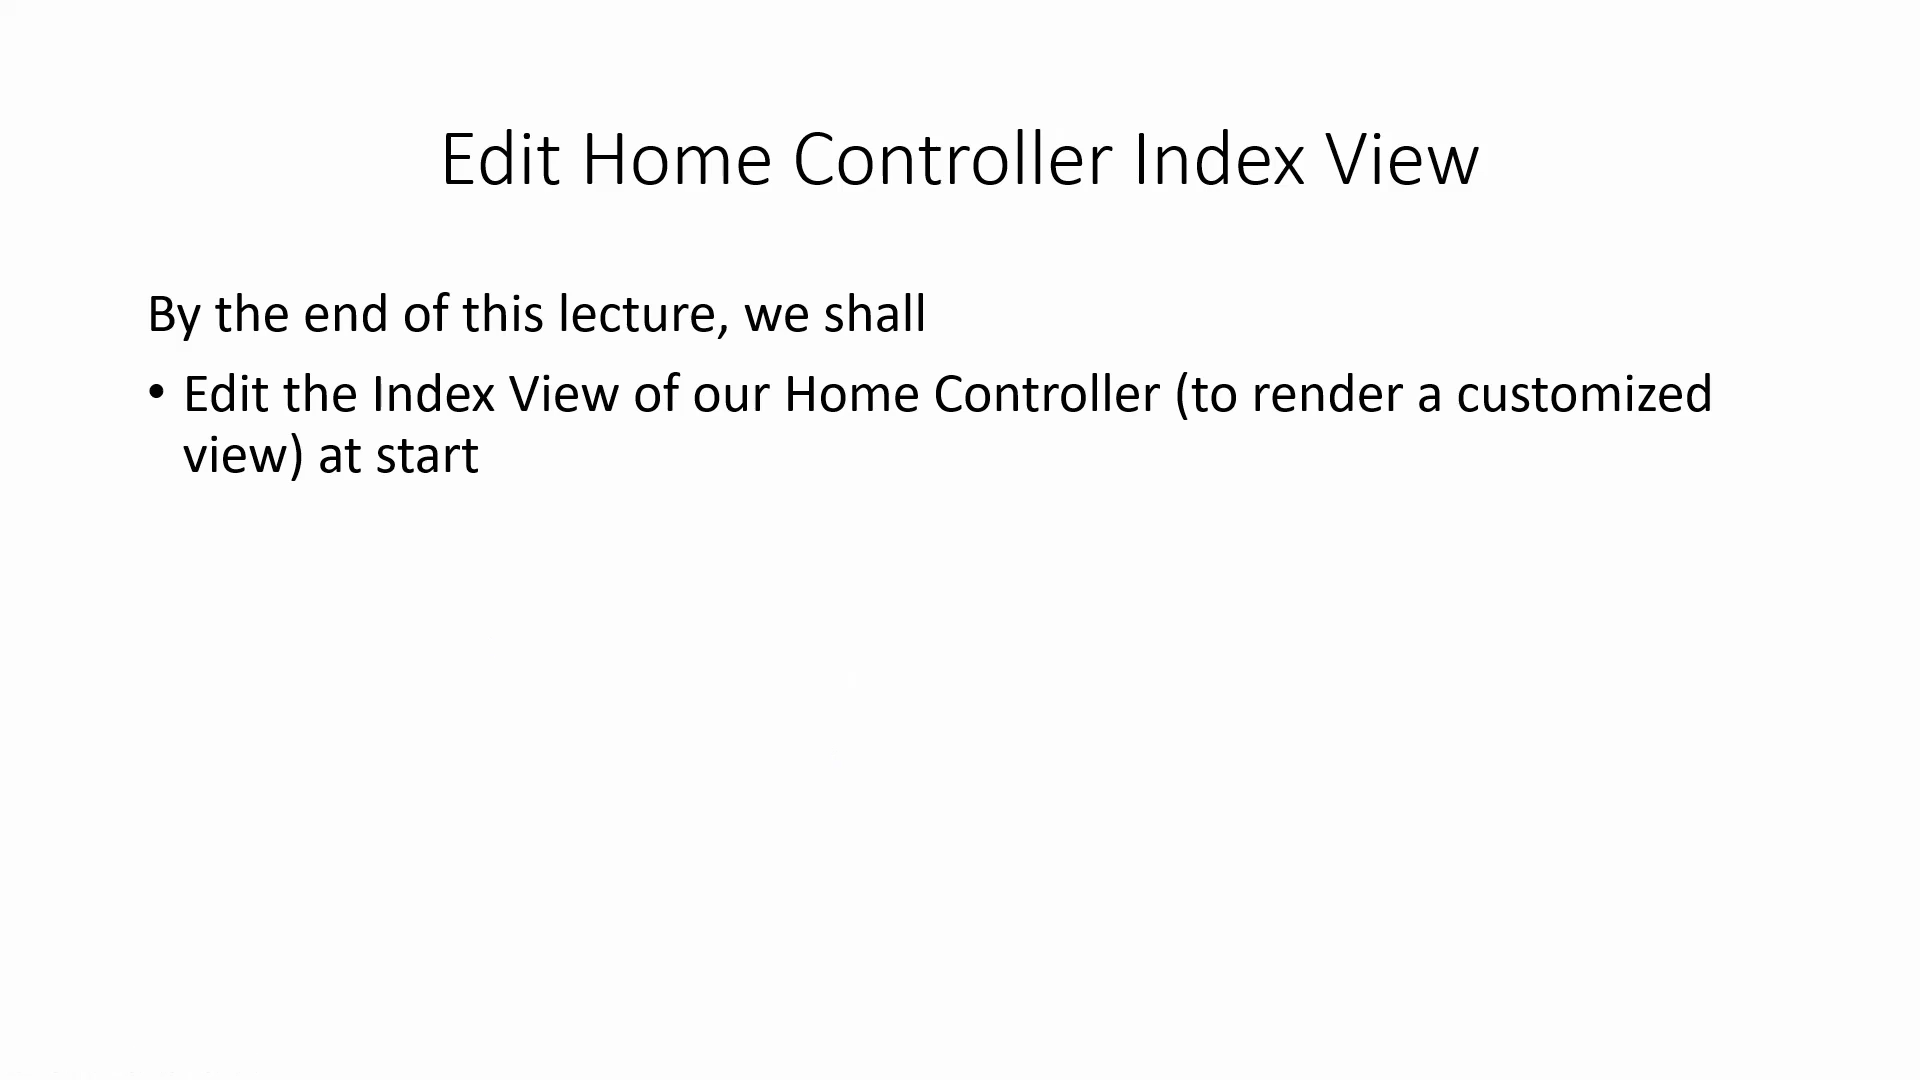 Edit Home Controller Index View
By the end of this lecture, we shall
• Edit the Index View of our Home Controller (to render a customized
view) at start